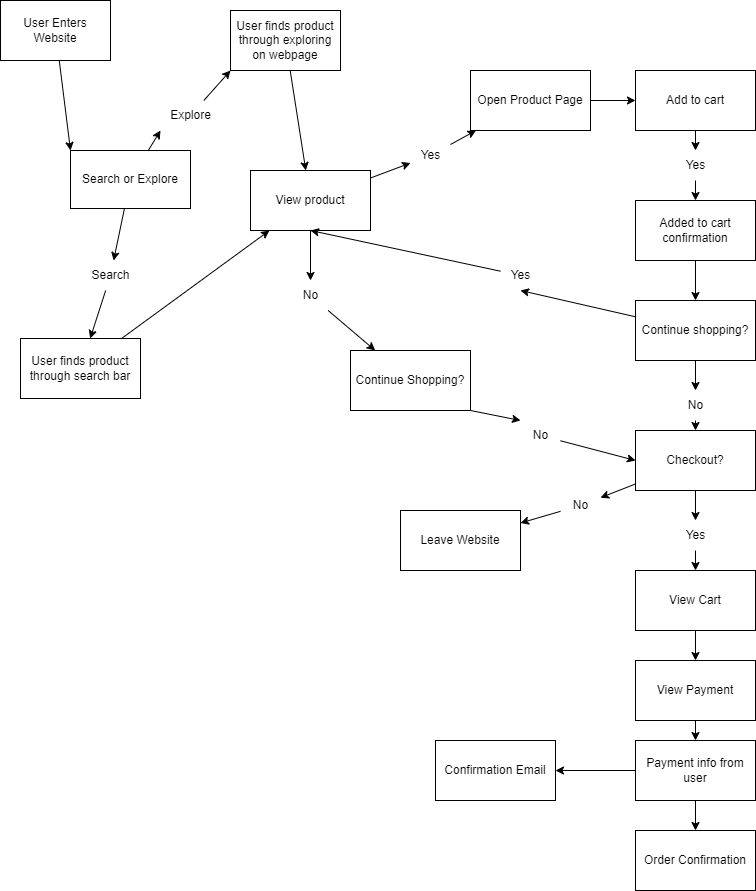 User Enters
Website
User finds product
through exploring
on webpage
Explore
Search or Explore
Search
User finds product
through search bar
View product
Yes
Open Product Page
Add to cart
Yes
Added to cart
confirmation
Continue shopping?
Yes
No
Continue Shopping?
No
No
Checkout?
No
Leave Website
Yes
View Cart
View Payment
Payment info from
user
Confirmation Email
Order Confirmation